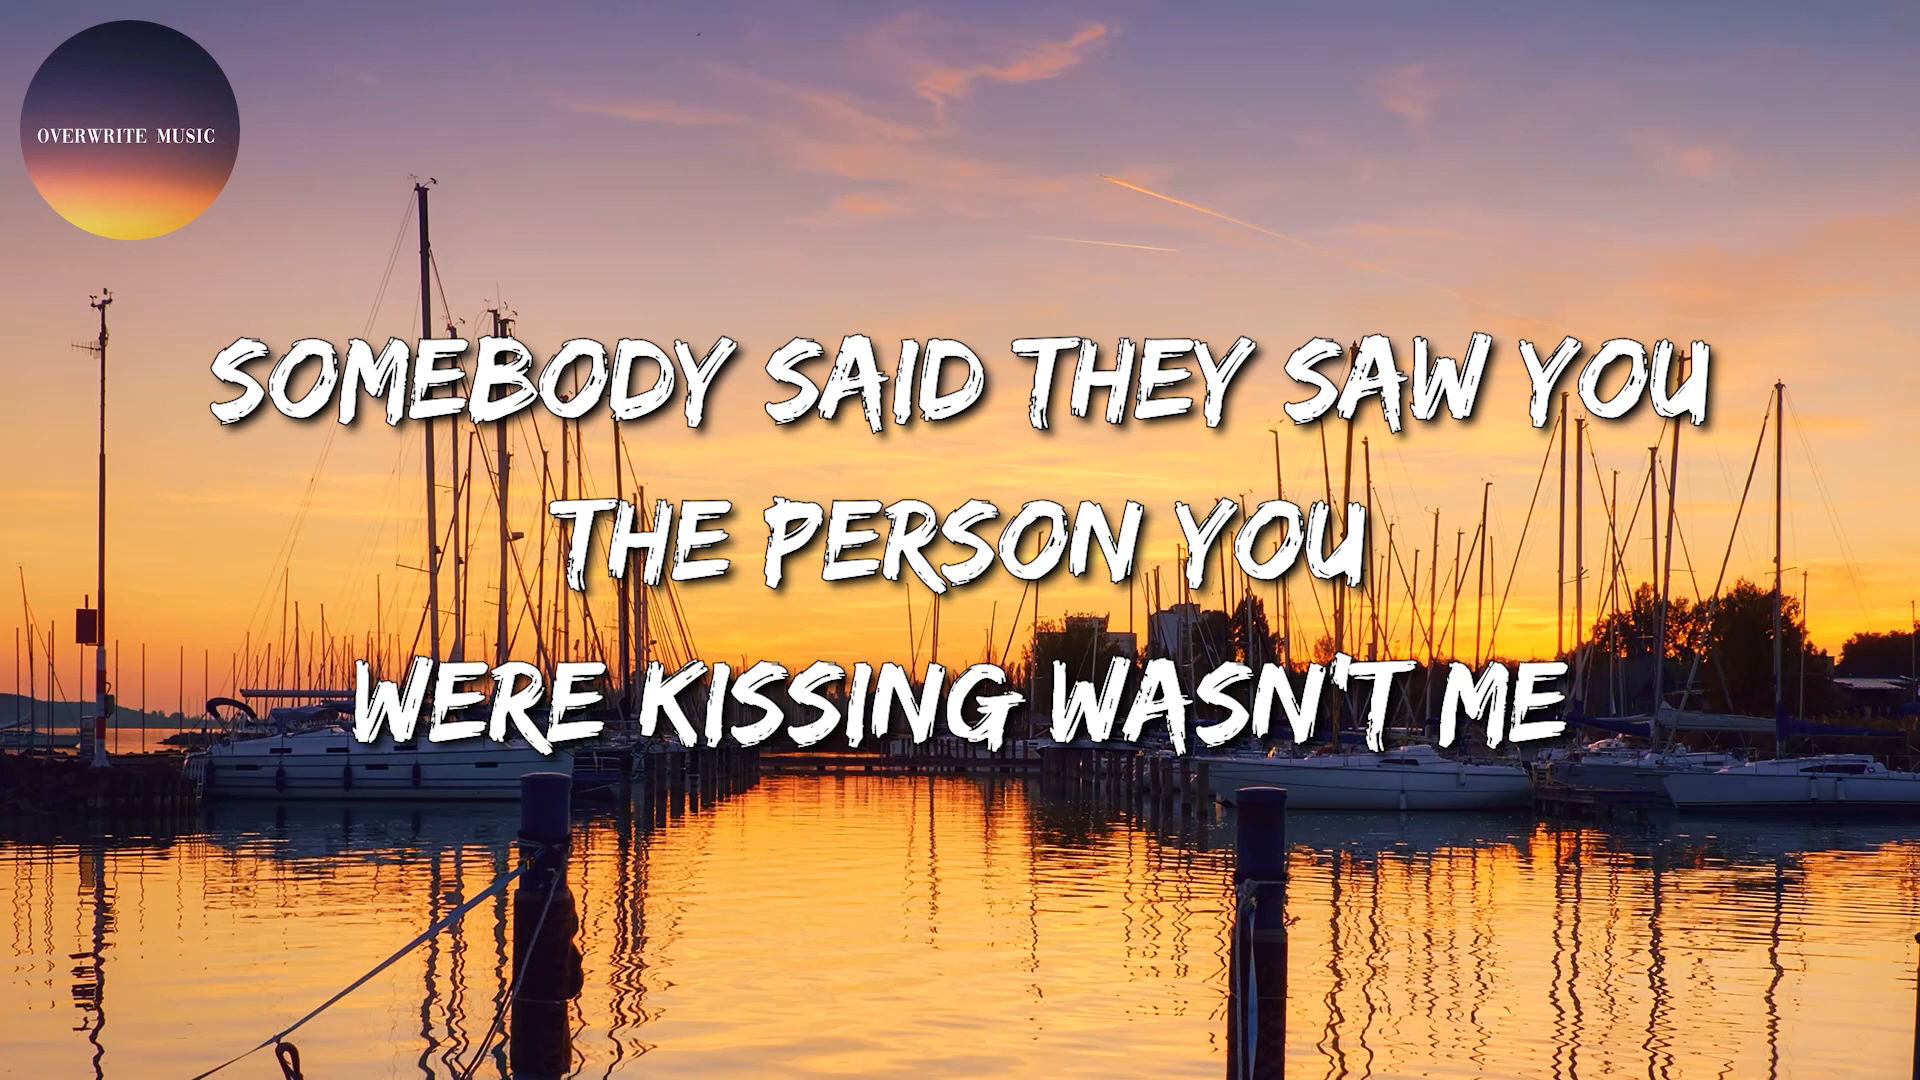 OVERWRITE MUSIC
SOMEBODY SAID THEY SAW YOU
THE PERSON YOU
WERE KISSING WASN'T ME